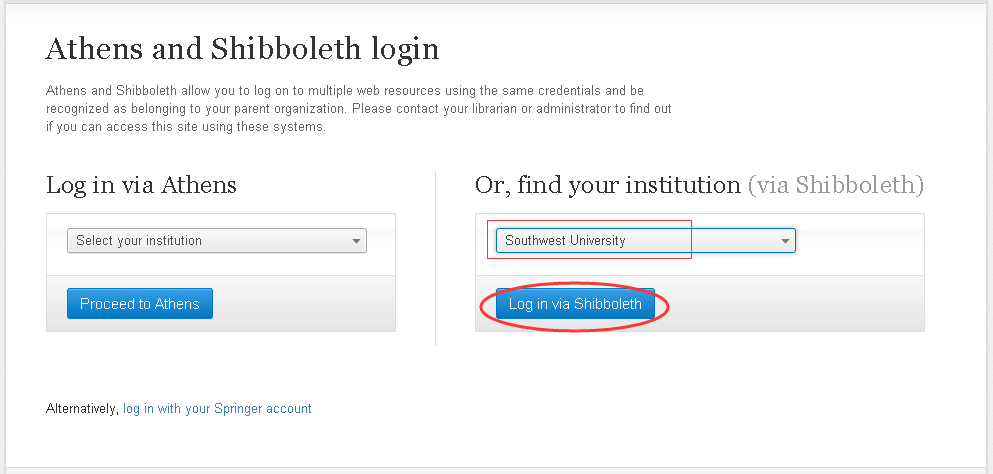 Athens and Shibboleth login
Athens and Shibboleth allow you to log on to multiple web resources using the same credentials and be
recognized as belonging to your parent organization. Please contact your librarian or administrator to find out
if you can access this site using these systems.
Log in via Athens
Select your institution
Proceed to Athens
Or, find your institution (via Shibboleth)
Southwest University
Log in via Shibboleth
Alternatively, log in with your Springer account